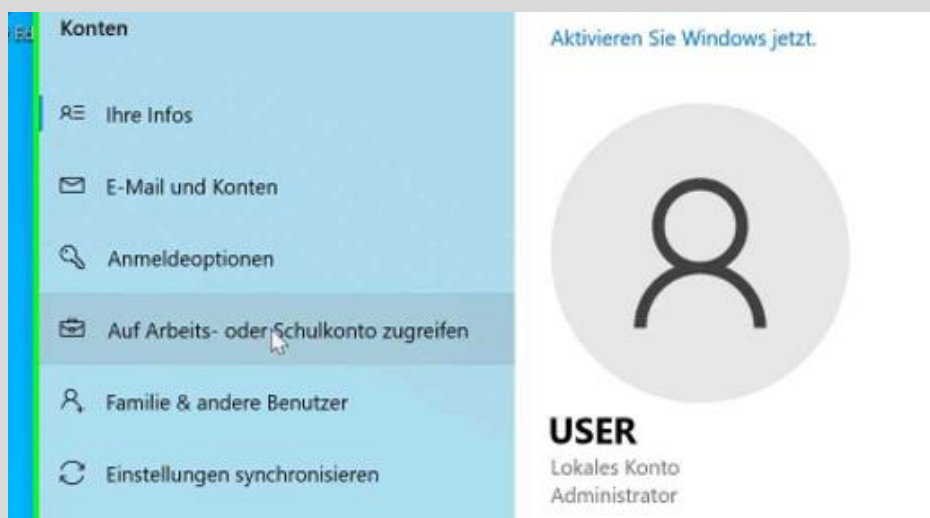 Ed
Konten
Ihre Infos
E-Mail und Konten
Anmeldeoptionen
Auf Arbeits- oder Schulkonto zugreifen
Familie & andere Benutzer
Einstellungen synchronisieren
Aktivieren Sie Windows jetzt.
USER
Lokales Konto
Administrator